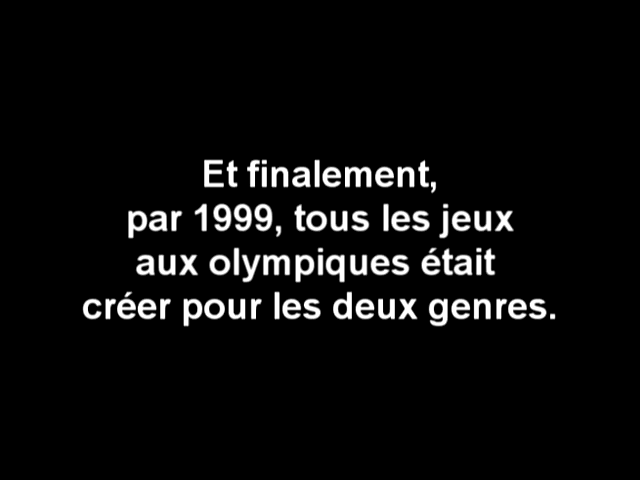 Et finalement,
par 1999, tous les jeux
aux olympiques était
créer pour les deux genres.